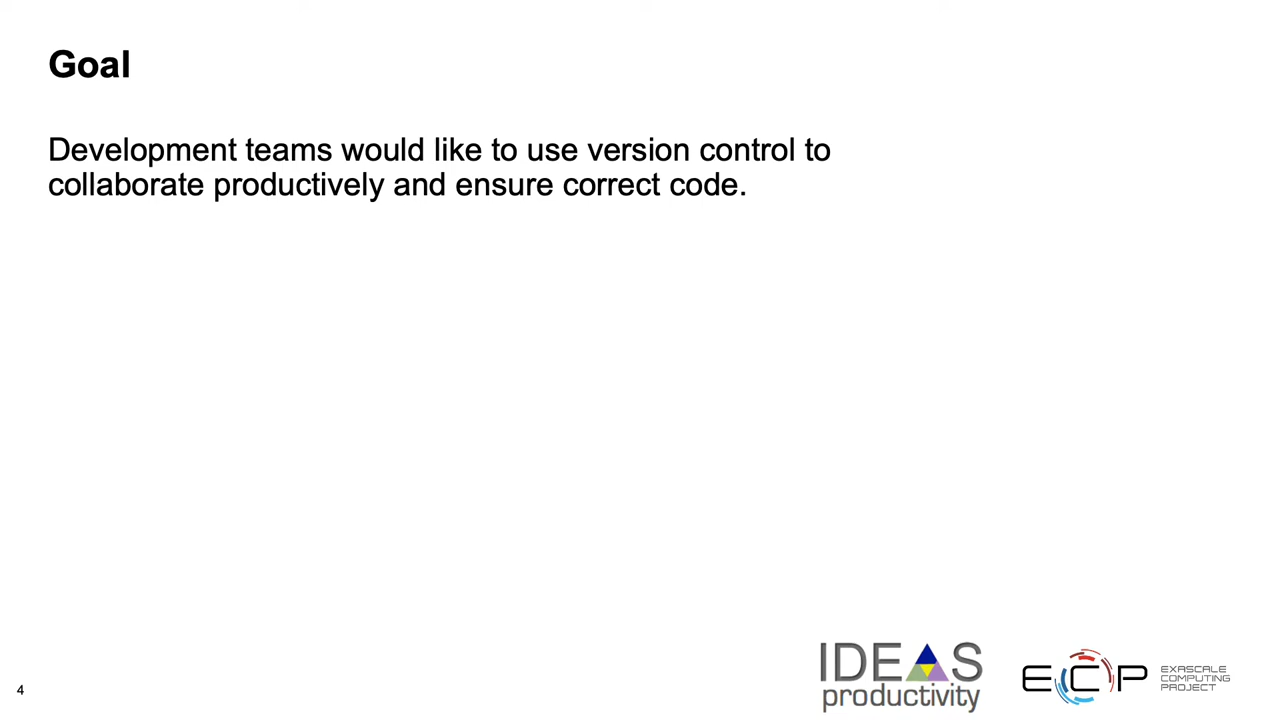 Goal
Development teams would like to use version control to
collaborate productively and ensure correct code.
4
IDEAS
productivity
ECP
EXASCALE
COMPUTING
PROJECT